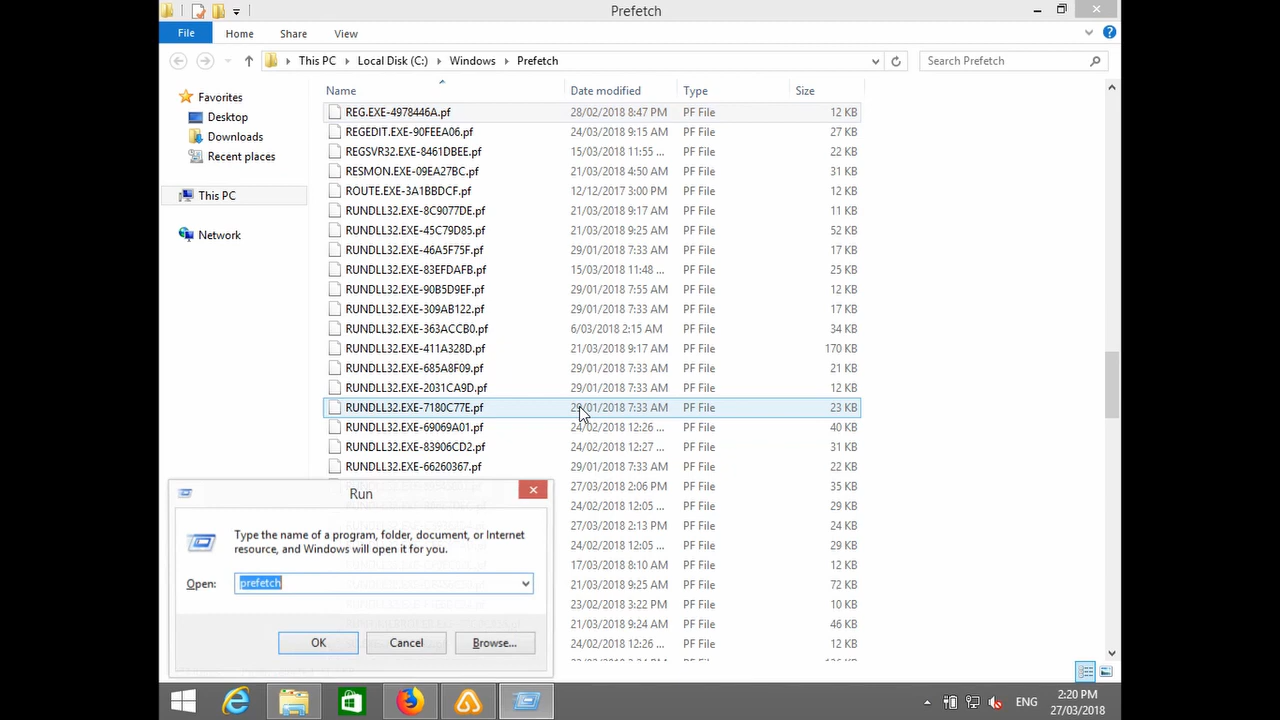 Prefetch
File Home Share View
This PC Local Disk (C:) Windows Prefetch
Search Prefetch
Name Date modified Type Size
Favorites
Desktop
Downloads
Recent places
This PC
Network
REG.EXE-4978446A.pf 28/02/2018 8:47 PM PF File 12 KB
REGEDIT.EXE-90FEEA06.pf 24/03/2018 9:15 AM PF File 27 KB
REGSVR32.EXE-8461DBEE.pf 15/03/2018 11:55 ... PF File 22 KB
RESMON.EXE-09EA27BC.pf 21/03/2018 4:50 AM PF File 31 KB
ROUTE.EXE-3A1BBDCF.pf 12/12/2017 3:00 PM PF File 12 KB
RUNDLL32.EXE-8C9077DE.pf 21/03/2018 9:17 AM PF File 11 KB
RUNDLL32.EXE-45C79D85.pf 21/03/2018 9:25 AM PF File 52 KB
RUNDLL32.EXE-46A5F75F.pf 29/01/2018 7:33 AM PF File 17 KB
RUNDLL32.EXE-83EFDAFB.pf 15/03/2018 11:48 ... PF File 25 KB
RUNDLL32.EXE-90B5D9EF.pf 29/01/2018 7:55 AM PF File 12 KB
RUNDLL32.EXE-309AB122.pf 29/01/2018 7:33 AM PF File 17 KB
RUNDLL32.EXE-363ACCB0.pf 6/03/2018 2:15 AM PF File 34 KB
RUNDLL32.EXE-411A328D.pf 21/03/2018 9:17 AM PF File 170 KB
RUNDLL32.EXE-685A8F09.pf 29/01/2018 7:33 AM PF File 21 KB
RUNDLL32.EXE-2031CA9D.pf 29/01/2018 7:33 AM PF File 12 KB
RUNDLL32.EXE-7180C77E.pf 29/01/2018 7:33 AM PF File 23 KB
RUNDLL32.EXE-69069A01.pf 24/02/2018 12:26 ... PF File 40 KB
RUNDLL32.EXE-83906CD2.pf 24/02/2018 12:27 ... PF File 31 KB
RUNDLL32.EXE-66260367.pf 29/01/2018 7:33 AM PF File 22 KB
27/03/2018 2:06 PM PF File 35 KB
24/02/2018 12:05 ... PF File 29 KB
27/03/2018 2:13 PM PF File 24 KB
24/02/2018 12:05 ... PF File 29 KB
17/03/2018 8:10 AM PF File 12 KB
21/03/2018 9:25 AM PF File 72 KB
23/02/2018 3:22 PM PF File 10 KB
21/03/2018 9:24 AM PF File 46 KB
24/02/2018 12:26 ... PF File 36 KB
Run
Type the name of a program, folder, document, or Internet
resource, and Windows will open it for you.
Open: prefetch
OK Cancel Browse...
ENG
2:20 PM
27/03/2018